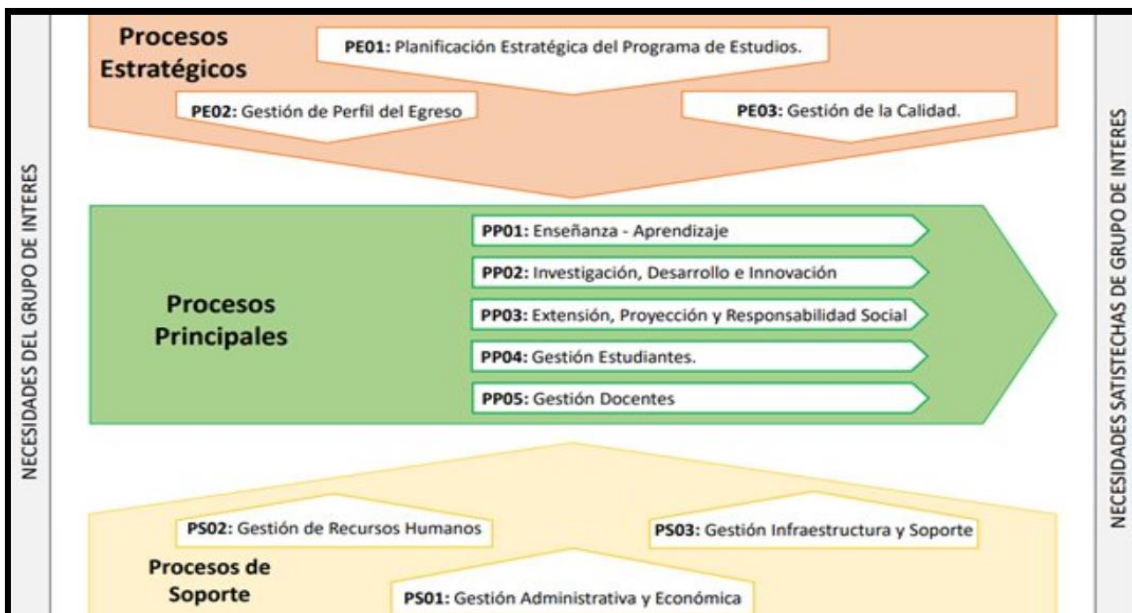 NECESIDADES DEL GRUPO DE INTERES
Procesos
Estratégicos
PE01: Planificación Estratégica del Programa de Estudios.
PE02: Gestión de Perfil del Egreso
PE03: Gestión de la Calidad.
Procesos
Principales
PP01: Enseñanza - Aprendizaje
PP02: Investigación, Desarrollo e Innovación
PP03: Extensión, Proyección y Responsabilidad Social
PP04: Gestión Estudiantes.
PP05: Gestión Docentes
PS02: Gestión de Recursos Humanos
PS03: Gestión Infraestructura y Soporte
Procesos de
Soporte
PS01: Gestión Administrativa y Económica
NECESIDADES SATISTECHAS DE GRUPO DE INTERES